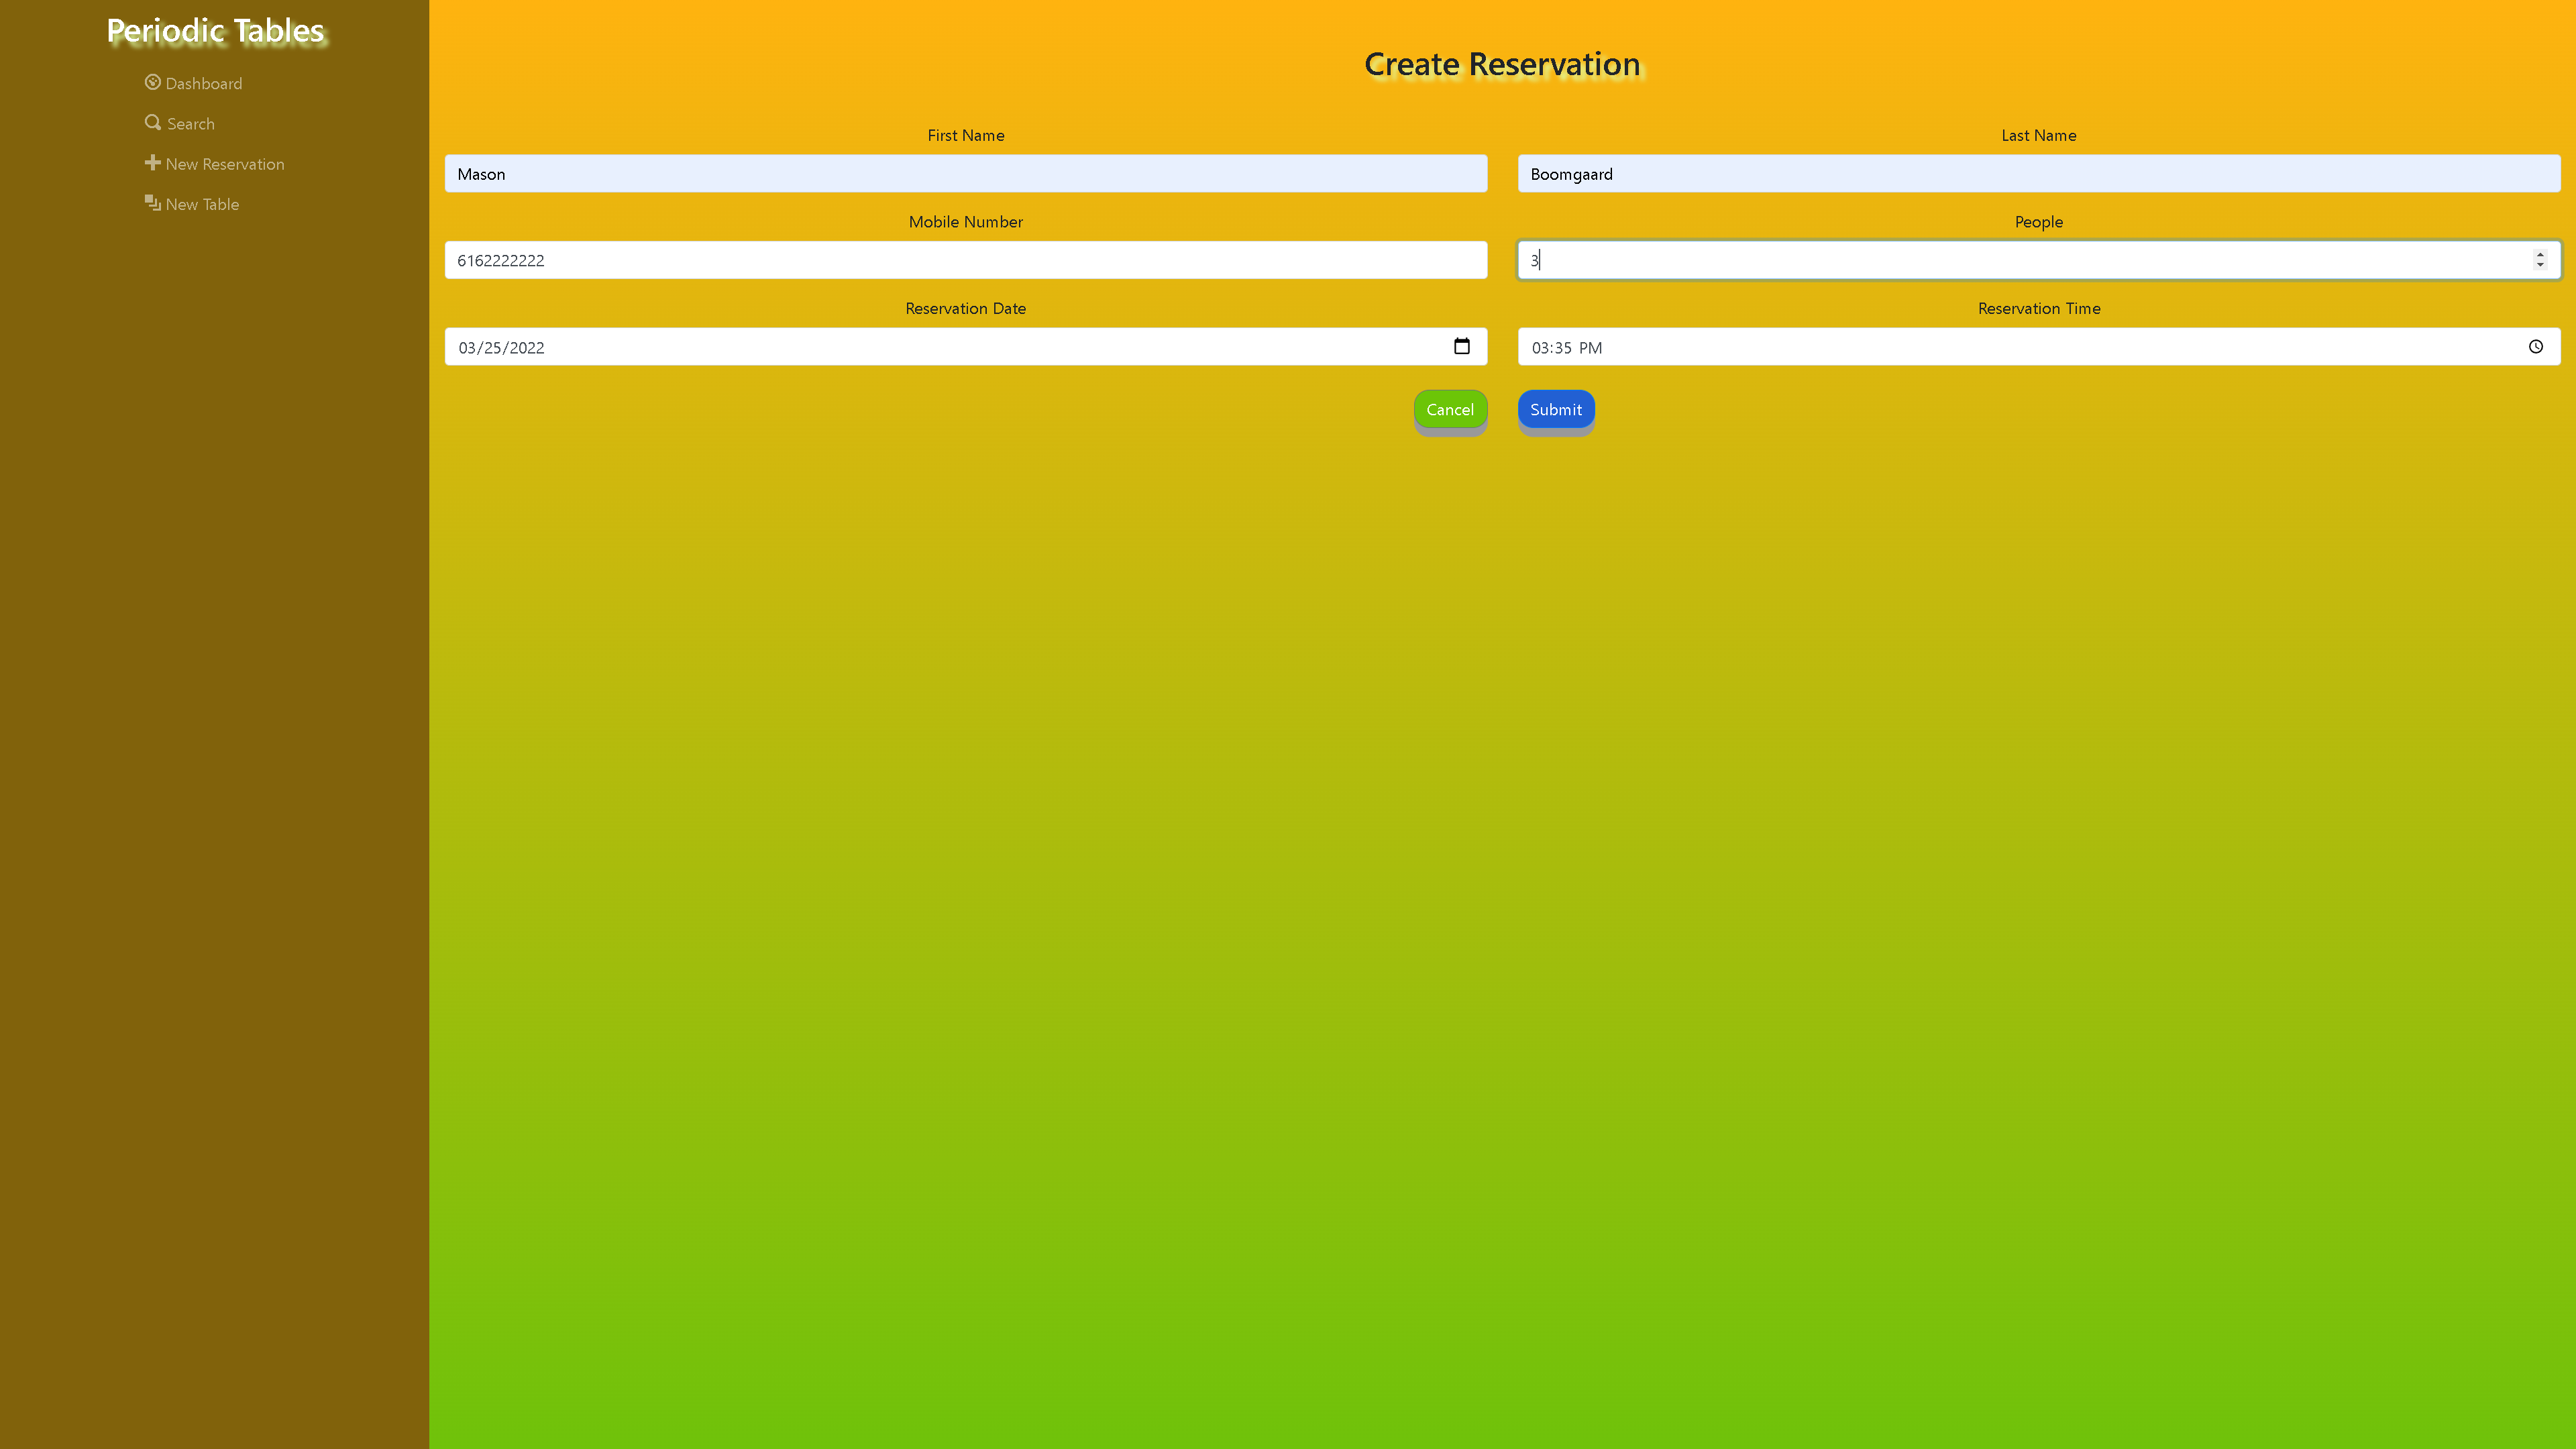 Periodic Tables
Dashboard
Search
New Reservation
New Table
Create Reservation
First Name
Last Name
Mason
Boomgaard
Mobile Number
People
6162222222
3
Reservation Date
Reservation Time
03/25/2022
03:35 PM
Cancel
Submit